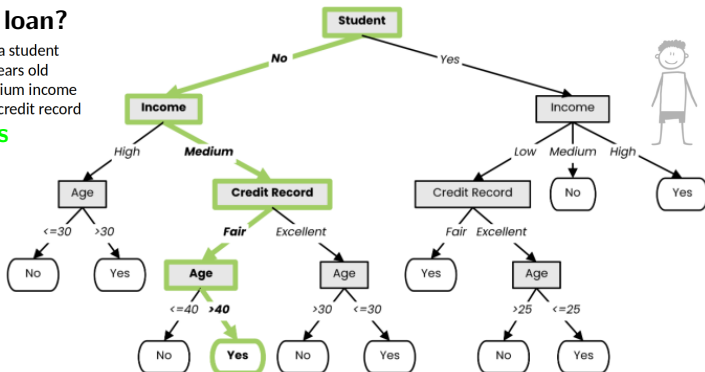 loan?
a student
ears old
ium income
credit record
s
Student
No
Yes
Income
Income
High
Medium
Low
Medium
High
Age
Credit Record
Credit Record
No
Yes
<=30
>30
Fair
Excellent
Fair
Excellent
No
Yes
Age
Age
Yes
Age
<=40
>40
>30
<=30
>25
<=25
No
Yes
No
Yes
No
Yes